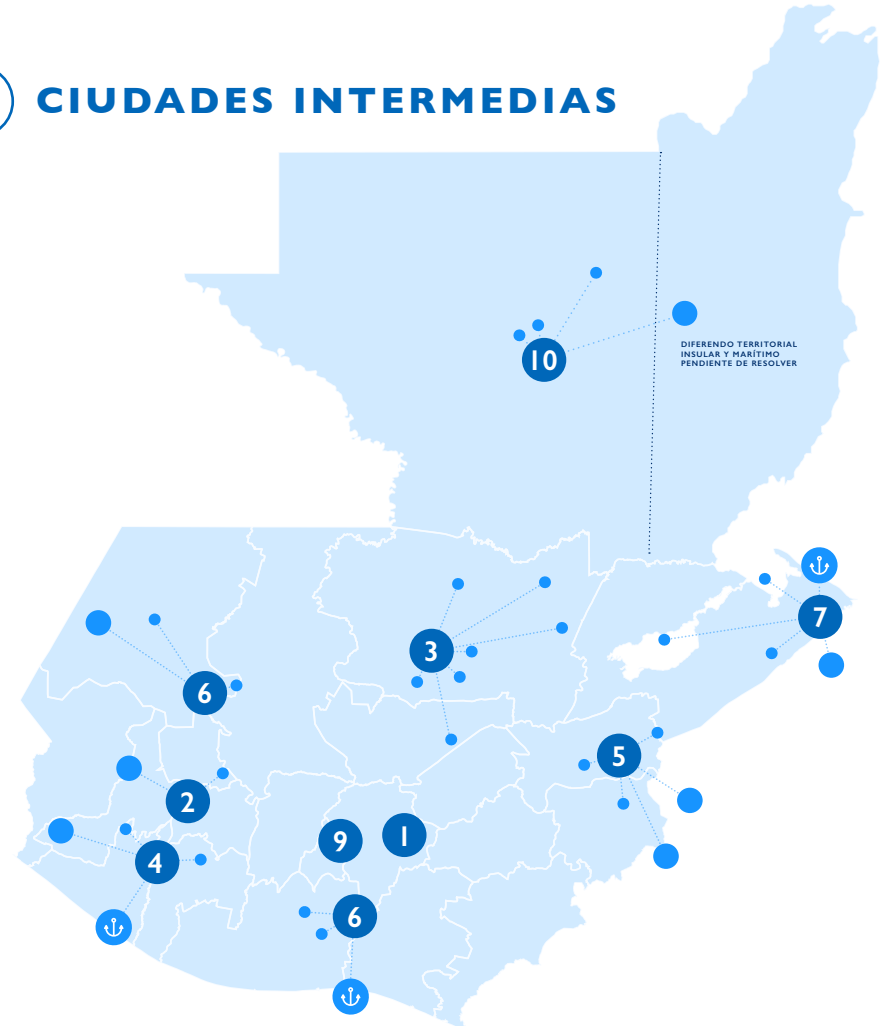 CIUDADES INTERMEDIAS
10
DIFERENDO TERRITORIAL
INSULAR Y MARÍTIMO
PENDIENTE DE RESOLVER
7
3
6
5
2
9
1
4
6